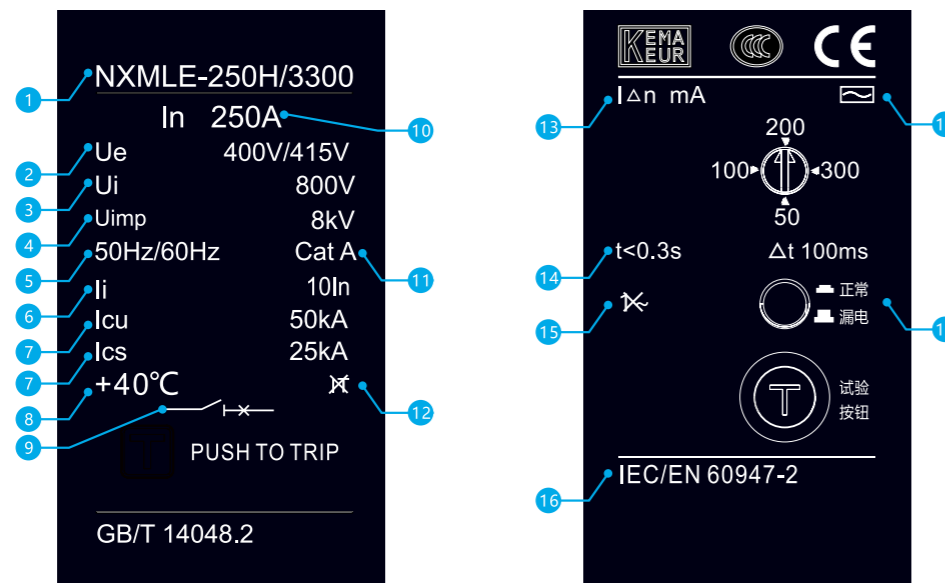 1 NXMLE-250H/3300
In 250A 10
2 Ue 400V/415V
3 Ui 800V
4 Uimp 8kV
5 50Hz/60Hz Cat A 11
6 Ii 10In
7 Icu 50kA
7 Ics 25kA
8 +40℃ 12
9
PUSH TO TRIP
GB/T 14048.2
KEMA
KEUR
CCC
CE
13 I△n mA
200
100 300
50
14 t<0.3s △t 100ms
15
正常
漏电
T
试验
按钮
16 IEC/EN 60947-2